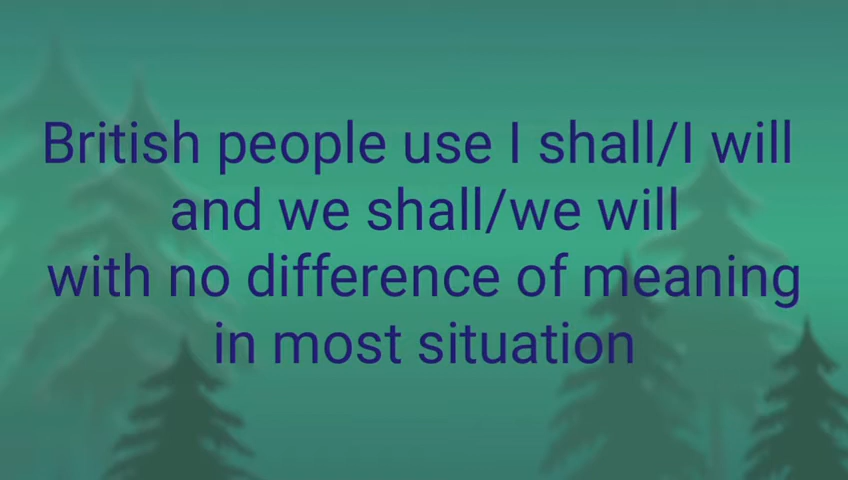 British people use I shall/I will
and we shall/we will
with no difference of meaning
in most situation